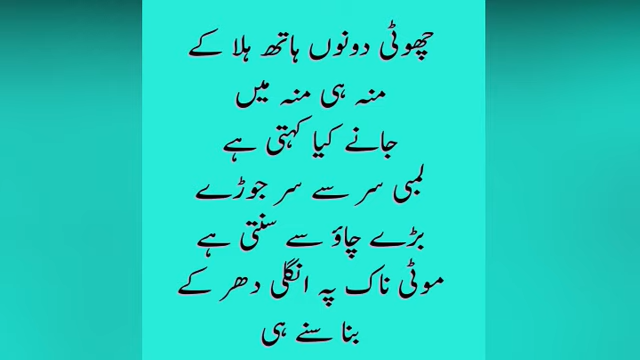 چھوٹی دونوں ہاتھ ہلا کے
منہ ہی منہ میں
جانے کیا کہتی ہے
لمبی سر سے سر جوڑے
بڑے چاؤ سے سنتی ہے
موٹی ناک پہ انگلی دھر کے
بنا سنے ہی